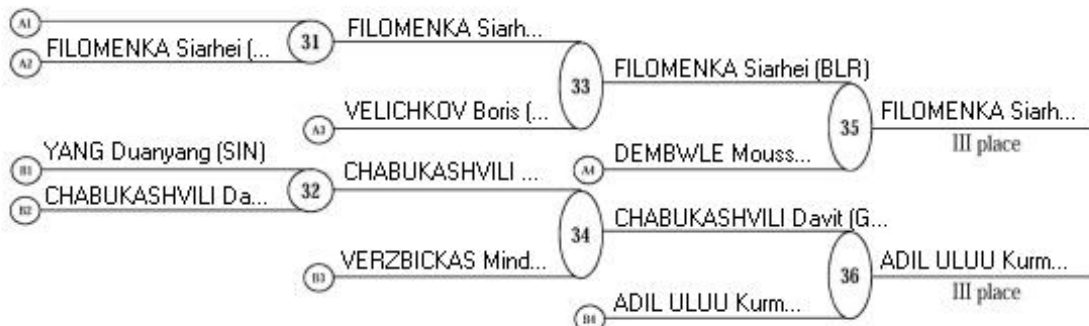 A1
FILOMENKA Siarhei (...
A2
31
FILOMENKA Siarh...
33
FILOMENKA Siarhei (BLR)
VELICHKOV Boris (...
A3
35
FILOMENKA Siarh...
III place
DEMBWLE Mouss...
A4
YANG Duanyang (SIN)
B1
32
CHABUKASHVILI ...
CHABUKASHVILI Da...
B2
34
CHABUKASHVILI Davit (G...
VERZBICKAS Mind...
B3
36
ADIL ULUU Kurm...
III place
ADIL ULUU Kurm...
B4